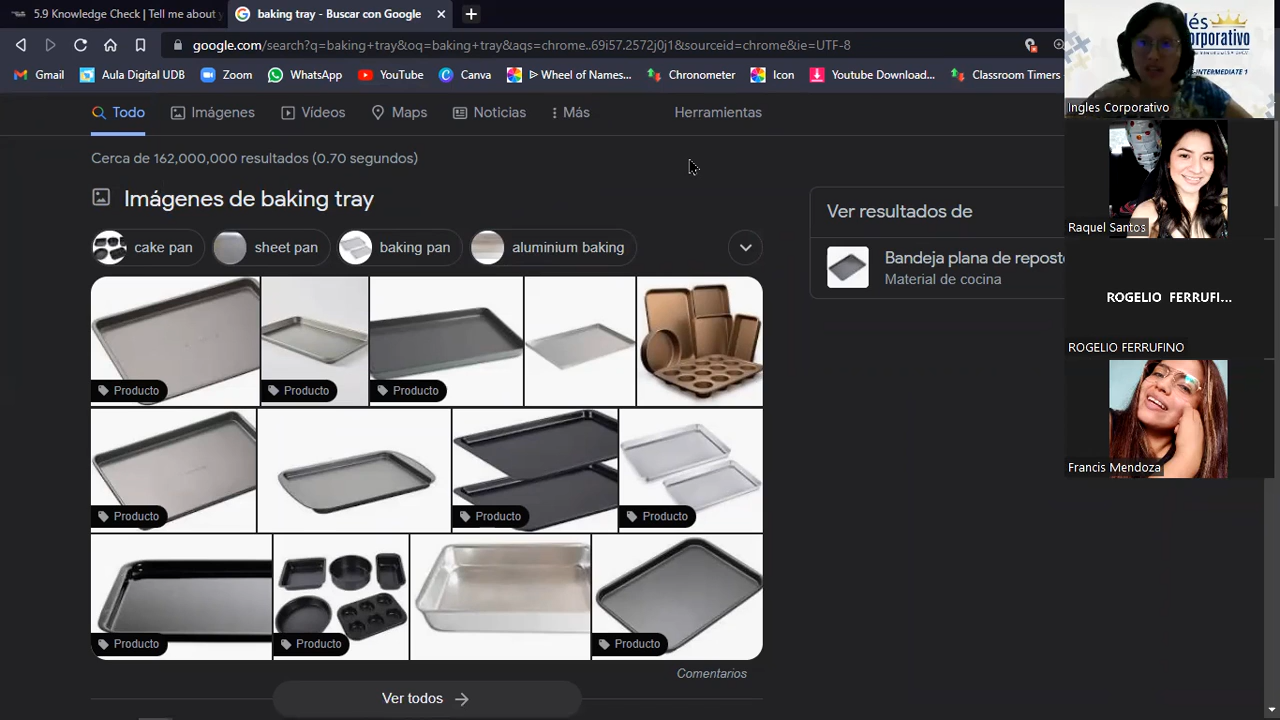 5.9 Knowledge Check | Tell me about y
baking tray - Buscar con Google
google.com/search?q=baking+tray&oq=baking+tray&aqs=chrome..69i57.2572j0j1&sourceid=chrome&ie=UTF-8
Gmail
Aula Digital UDB
Zoom
WhatsApp
YouTube
Canva
ᐅ Wheel of Names...
Chronometer
Icon
Youtube Download...
Classroom Timers
Todo
Imágenes
Vídeos
Maps
Noticias
Más
Herramientas
Cerca de 162,000,000 resultados (0.70 segundos)
Imágenes de baking tray
cake pan
sheet pan
baking pan
aluminium baking
Producto
Producto
Producto
Producto
Producto
Producto
Producto
Producto
Producto
Comentarios
Ver todos
Ver resultados de
Bandeja plana de repost
Material de cocina
lés
orporativo
-INTERMEDIATE 1
Ingles Corporativo
Raquel Santos
ROGELIO FERRUFI...
ROGELIO FERRUFINO
Francis Mendoza